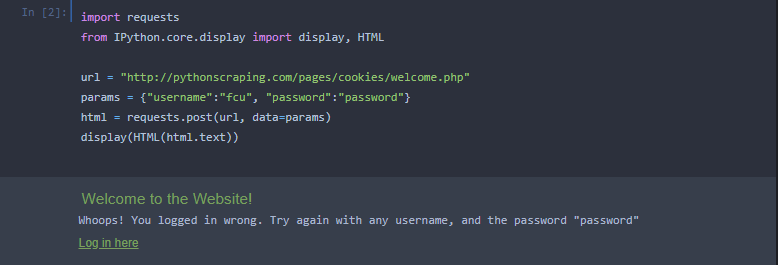 In [2]:
import requests
from IPython.core.display import display, HTML
url = "http://pythonscraping.com/pages/cookies/welcome.php"
params = {"username":"fcu", "password":"password"}
html = requests.post(url, data=params)
display(HTML(html.text))
Welcome to the Website!
Whoops! You logged in wrong. Try again with any username, and the password "password"
Log in here